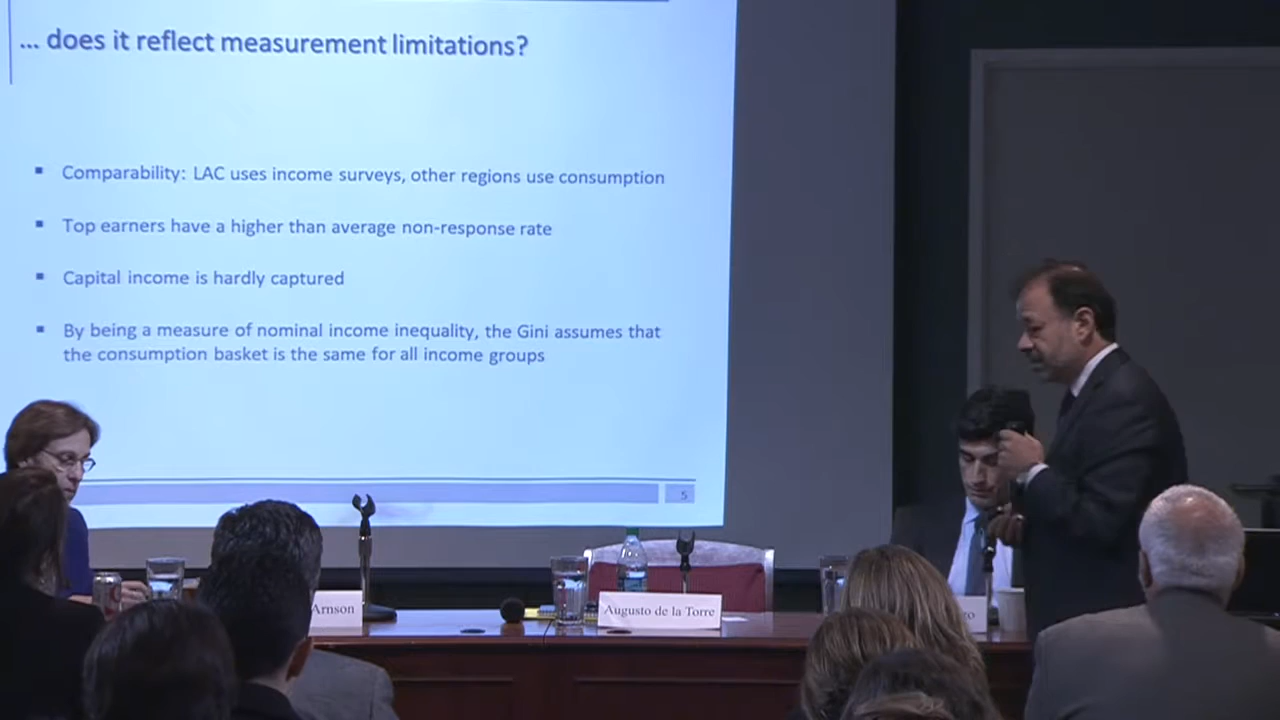 ... does it reflect measurement limitations?
▪ Comparability: LAC uses income surveys, other regions use consumption
▪ Top earners have a higher than average non-response rate
▪ Capital income is hardly captured
▪ By being a measure of nominal income inequality, the Gini assumes that
the consumption basket is the same for all income groups
5
Arnson
Augusto de la Torre